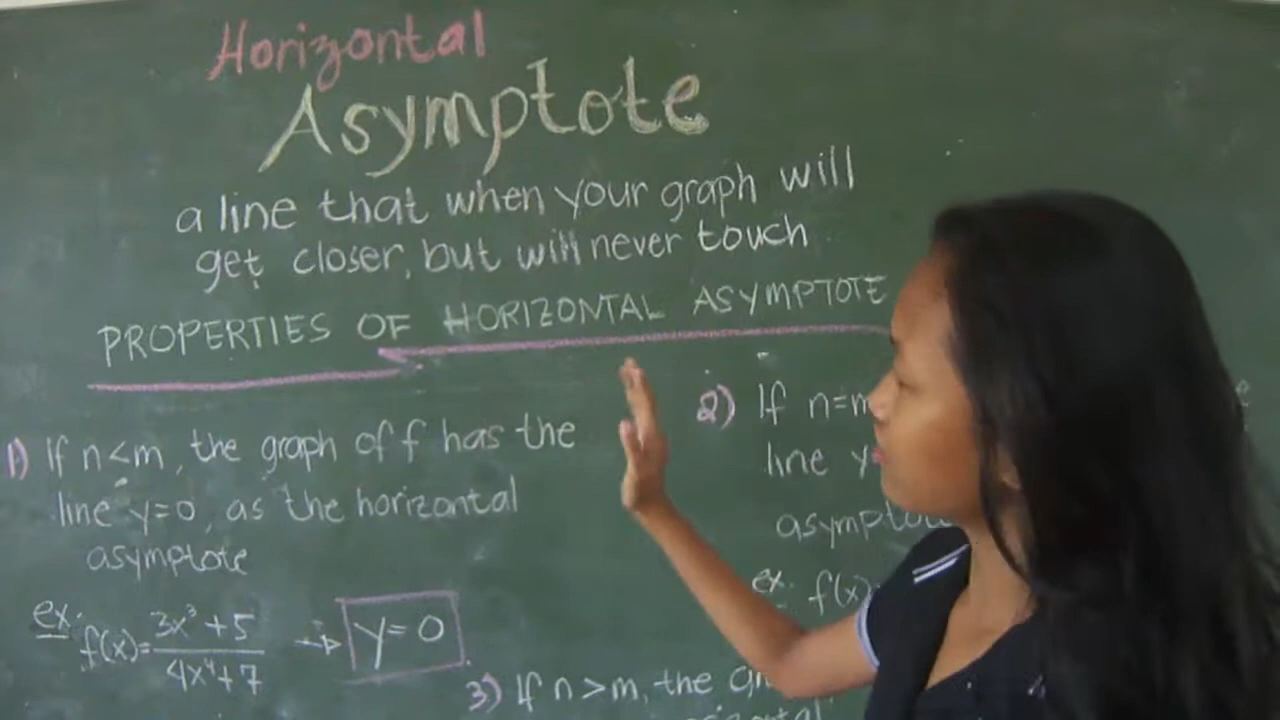 Horizontal
Asymptote
a line that when your graph will
get closer, but will never touch
PROPERTIES OF HORIZONTAL ASYMPTOTE
1) If n<m, the graph of f has the
line y=0, as the horizontal
asymptote
ex. f(x)= 3x³+5 / 4x⁴+7 → y=0
2) If n=m
line y
asymptote
ex. f(x)
3) If n>m, the